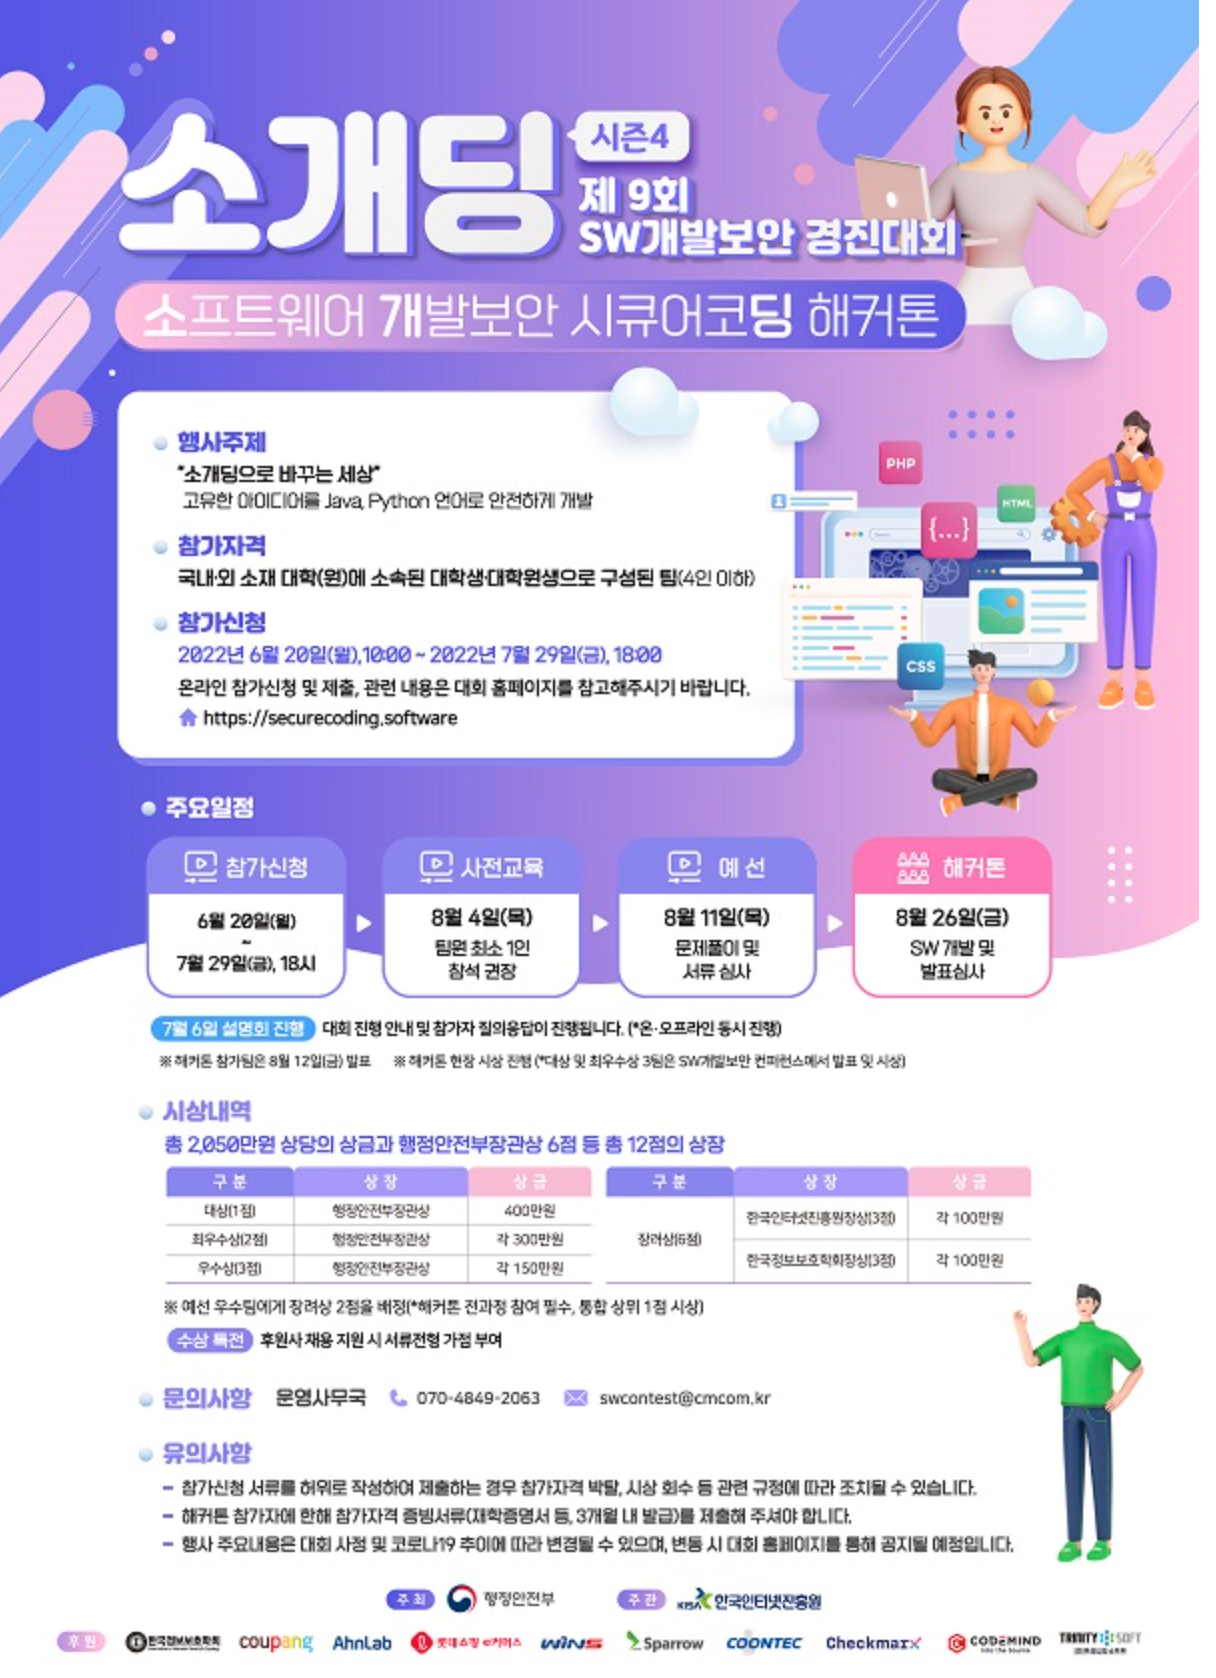 소개딩
시즌4
제 9회
SW개발보안 경진대회
소프트웨어 개발보안 시큐어코딩 해커톤
행사주제
"소개딩으로 바꾸는 세상"
고유한 아이디어를 Java, Python 언어로 안전하게 개발
참가자격
국내·외 소재 대학(원)에 소속된 대학생·대학원생으로 구성된 팀(4인 이하)
참가신청
2022년 6월 20일(월),10:00 ~ 2022년 7월 29일(금), 18:00
온라인 참가신청 및 제출, 관련 내용은 대회 홈페이지를 참고해주시기 바랍니다.
https://securecoding.software
PHP
HTML
{...}
Search
CSS
주요일정
참가신청
6월 20일(월)
~
7월 29일(금), 18시
사전교육
8월 4일(목)
팀원 최소 1인
참석 권장
예 선
8월 11일(목)
문제풀이 및
서류 심사
해커톤
8월 26일(금)
SW 개발 및
발표심사
7월 6일 설명회 진행 대회 진행 안내 및 참가자 질의응답이 진행됩니다. (*온·오프라인 동시 진행)
※ 해커톤 참가팀은 8월 12일(금) 발표 ※ 해커톤 현장 시상 진행 (*대상 및 최우수상 3팀은 SW개발보안 컨퍼런스에서 발표 및 시상)
시상내역
총 2,050만원 상당의 상금과 행정안전부장관상 6점 등 총 12점의 상장
구 분 상 장 상 금
대상(1점) 행정안전부장관상 400만원
최우수상(2점) 행정안전부장관상 각 300만원
우수상(3점) 행정안전부장관상 각 150만원
구 분 상 장 상 금
장려상(6점) 한국인터넷진흥원장상(3점) 각 100만원
한국정보보호학회장상(3점) 각 100만원
※ 예선 우수팀에게 장려상 2점을 배정(*해커톤 전과정 참여 필수, 통합 상위 1점 시상)
수상 특전 후원사 채용 지원 시 서류전형 가점 부여
문의사항 운영사무국 070-4849-2063 swcontest@cmcom.kr
유의사항
– 참가신청 서류를 허위로 작성하여 제출하는 경우 참가자격 박탈, 시상 회수 등 관련 규정에 따라 조치될 수 있습니다.
– 해커톤 참가자에 한해 참가자격 증빙서류(재학증명서 등, 3개월 내 발급)를 제출해 주셔야 합니다.
– 행사 주요내용은 대회 사정 및 코로나19 추이에 따라 변경될 수 있으며, 변동 시 대회 홈페이지를 통해 공지될 예정입니다.
주 최 행정안전부 주 관 KISA 한국인터넷진흥원
후 원 한국정보보호학회 coupang AhnLab 롯데쇼핑 e커머스 WINS Sparrow COONTEC Checkmarx CODEMIND TRINITY SOFT